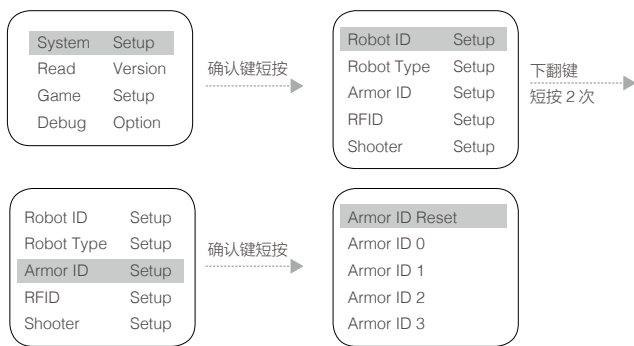 System Setup
Read Version
Game Setup
Debug Option
确认键短按
Robot ID Setup
Robot Type Setup
Armor ID Setup
RFID Setup
Shooter Setup
下翻键
短按 2 次
Robot ID Setup
Robot Type Setup
Armor ID Setup
RFID Setup
Shooter Setup
确认键短按
Armor ID Reset
Armor ID 0
Armor ID 1
Armor ID 2
Armor ID 3